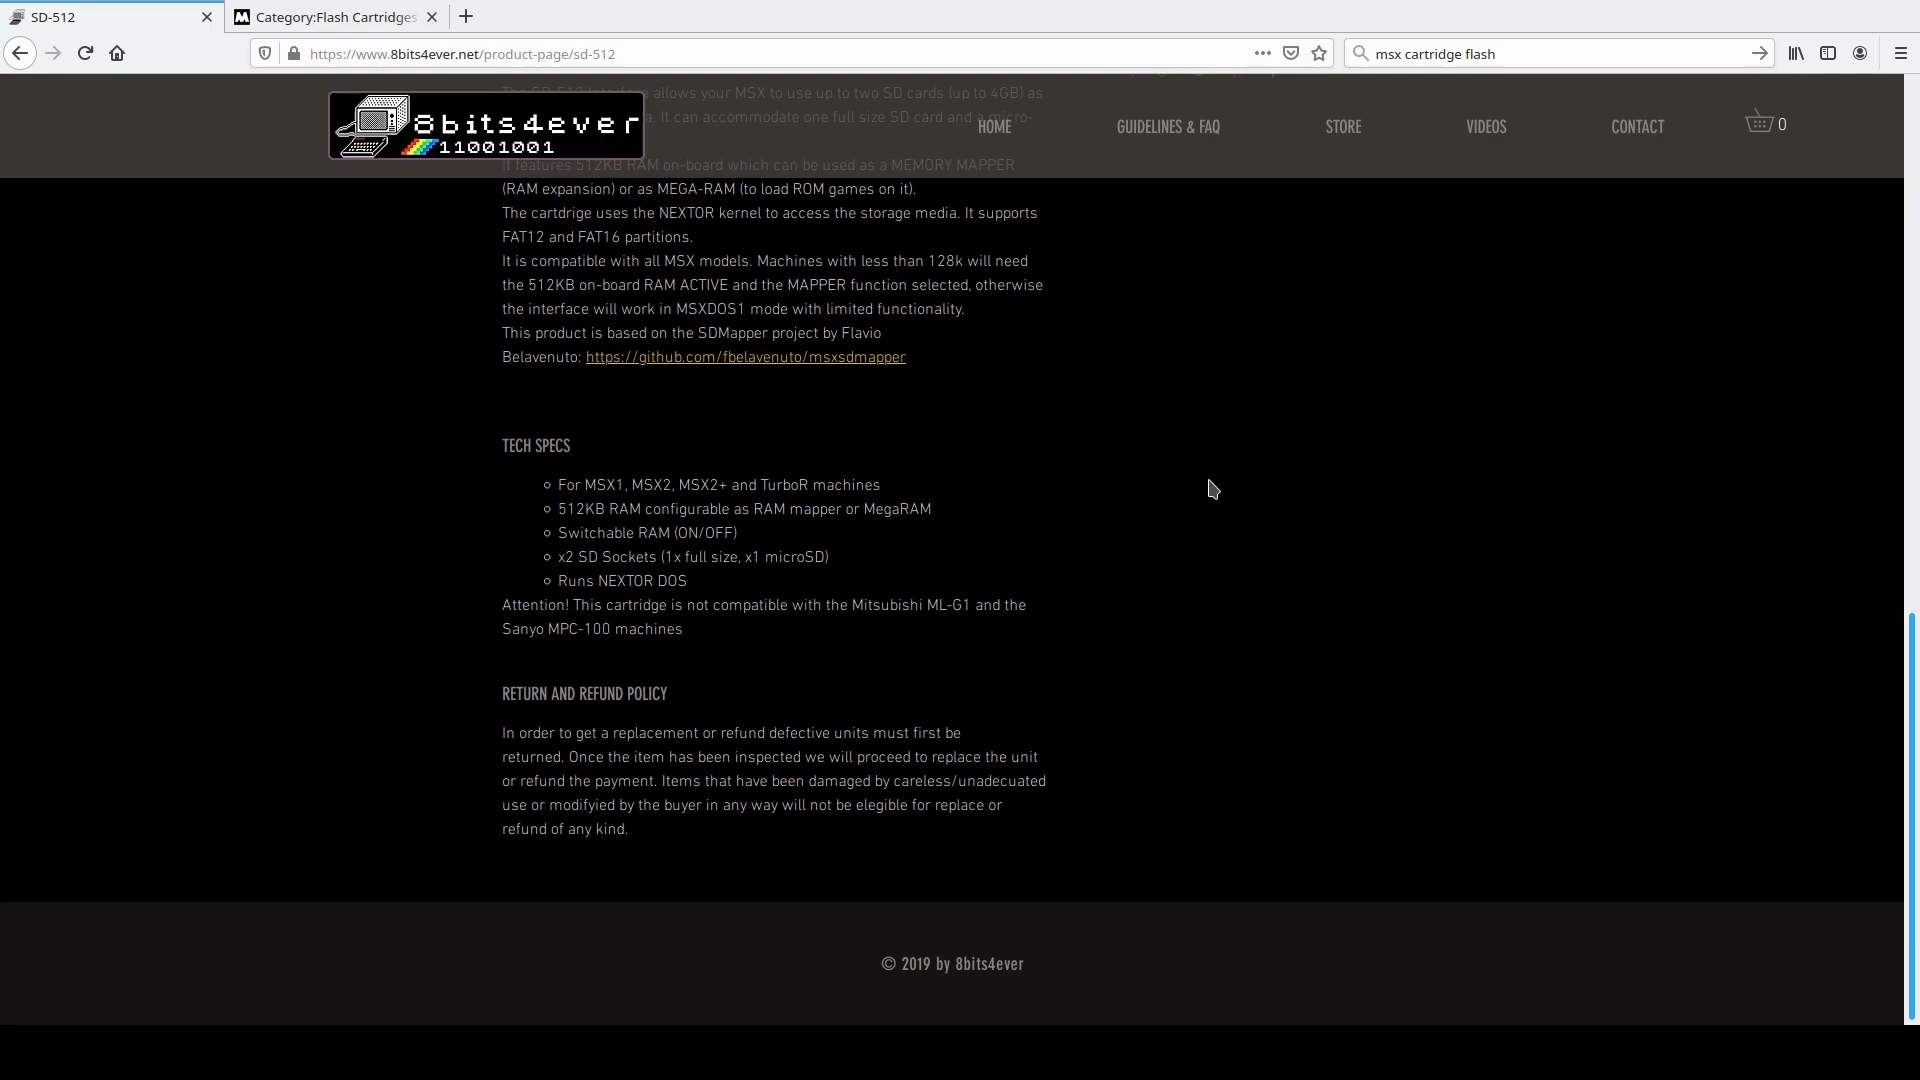 SD-512
Category:Flash Cartridges
https://www.8bits4ever.net/product-page/sd-512
msx cartridge flash
8bits4ever
11001001
HOME
GUIDELINES & FAQ
STORE
VIDEOS
CONTACT
0
The SD-512 Interface allows your MSX to use up to two SD cards (up to 4GB) as
a. It can accommodate one full size SD card and a micro-
It features 512KB RAM on-board which can be used as a MEMORY MAPPER
(RAM expansion) or as MEGA-RAM (to load ROM games on it).
The cartdrige uses the NEXTOR kernel to access the storage media. It supports
FAT12 and FAT16 partitions.
It is compatible with all MSX models. Machines with less than 128k will need
the 512KB on-board RAM ACTIVE and the MAPPER function selected, otherwise
the interface will work in MSXDOS1 mode with limited functionality.
This product is based on the SDMapper project by Flavio
Belavenuto: https://github.com/fbelavenuto/msxsdmapper
TECH SPECS
For MSX1, MSX2, MSX2+ and TurboR machines
512KB RAM configurable as RAM mapper or MegaRAM
Switchable RAM (ON/OFF)
x2 SD Sockets (1x full size, x1 microSD)
Runs NEXTOR DOS
Attention! This cartridge is not compatible with the Mitsubishi ML-G1 and the
Sanyo MPC-100 machines
RETURN AND REFUND POLICY
In order to get a replacement or refund defective units must first be
returned. Once the item has been inspected we will proceed to replace the unit
or refund the payment. Items that have been damaged by careless/unadecuated
use or modifyied by the buyer in any way will not be elegible for replace or
refund of any kind.
© 2019 by 8bits4ever